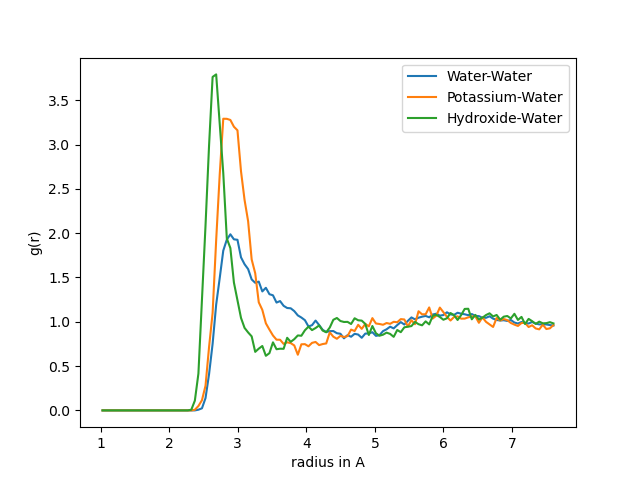 Water-Water
Potassium-Water
Hydroxide-Water
g(r)
3.5
3.0
2.5
2.0
1.5
1.0
0.5
0.0
1 2 3 4 5 6 7
radius in A